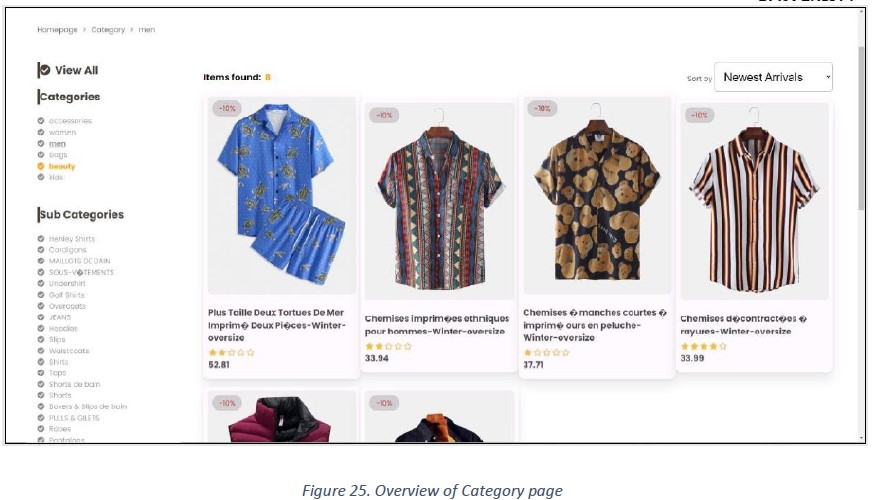 Homepage > Category > men
View All
Categories
accessories
women
men
bags
beauty
kids
Sub Categories
Henley Shirts
Cardigans
MAILLOTS DE BAIN
SOUS-V�TEMENTS
Undershirt
Golf Shirts
Overcoats
JEANS
Hoodies
Slips
Waistcoats
Shirts
Tops
Shorts de bain
Shorts
Boxers & Slips de bain
PULLS & GILETS
Robes
Pantalons
Items found: 8
Sort by
Newest Arrivals
-10%
-10%
-10%
-10%
Plus Taille Deux Tortues De Mer
Imprim� Deux Pi�ces-Winter-
oversize
52.81
Chemises imprim�es ethniques
pour hommes-Winter-oversize
33.94
Chemises � manches courtes �
imprim� ours en peluche-
Winter-oversize
37.71
Chemises d�contract�es �
rayures-Winter-oversize
33.99
-10%
-10%
Figure 25. Overview of Category page